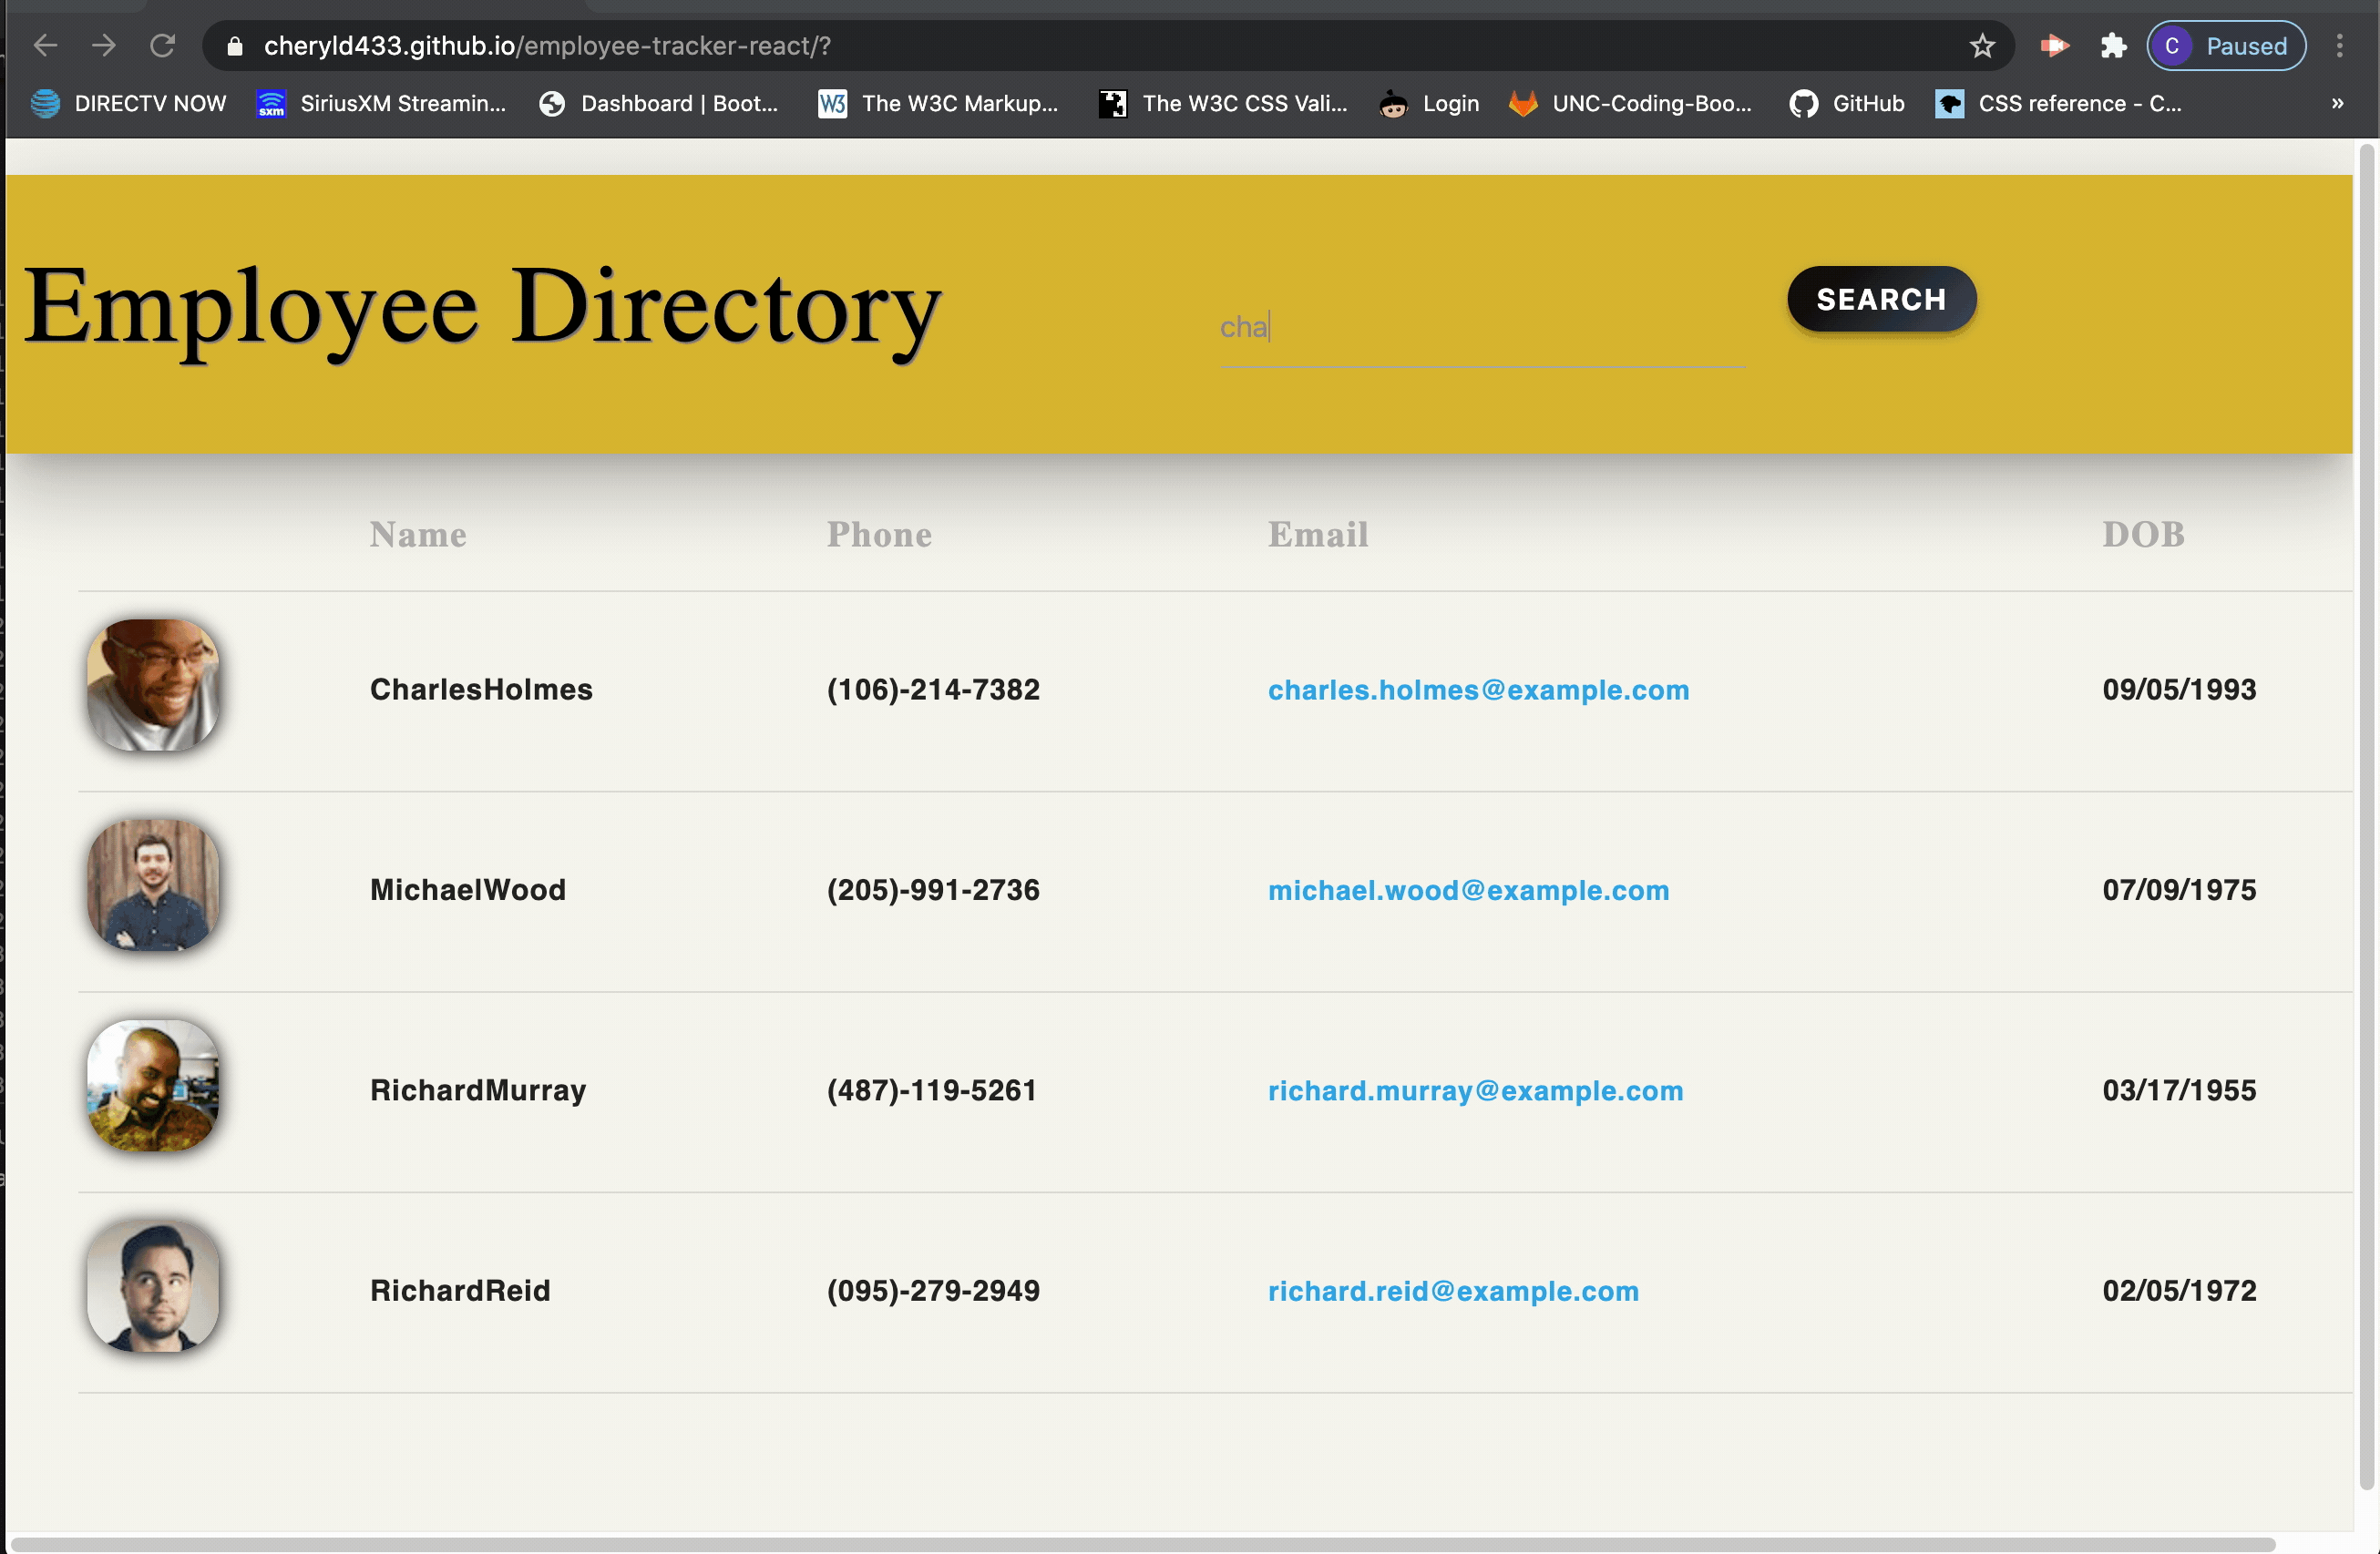 cheryld433.github.io/employee-tracker-react/?
C Paused
DIRECTV NOW sxm SiriusXM Streamin... Dashboard | Boot... W3 The W3C Markup... The W3C CSS Vali... Login UNC-Coding-Boo... GitHub CSS reference - C... »
Employee Directory
cha
SEARCH
Name Phone Email DOB
CharlesHolmes (106)-214-7382 charles.holmes@example.com 09/05/1993
MichaelWood (205)-991-2736 michael.wood@example.com 07/09/1975
RichardMurray (487)-119-5261 richard.murray@example.com 03/17/1955
RichardReid (095)-279-2949 richard.reid@example.com 02/05/1972